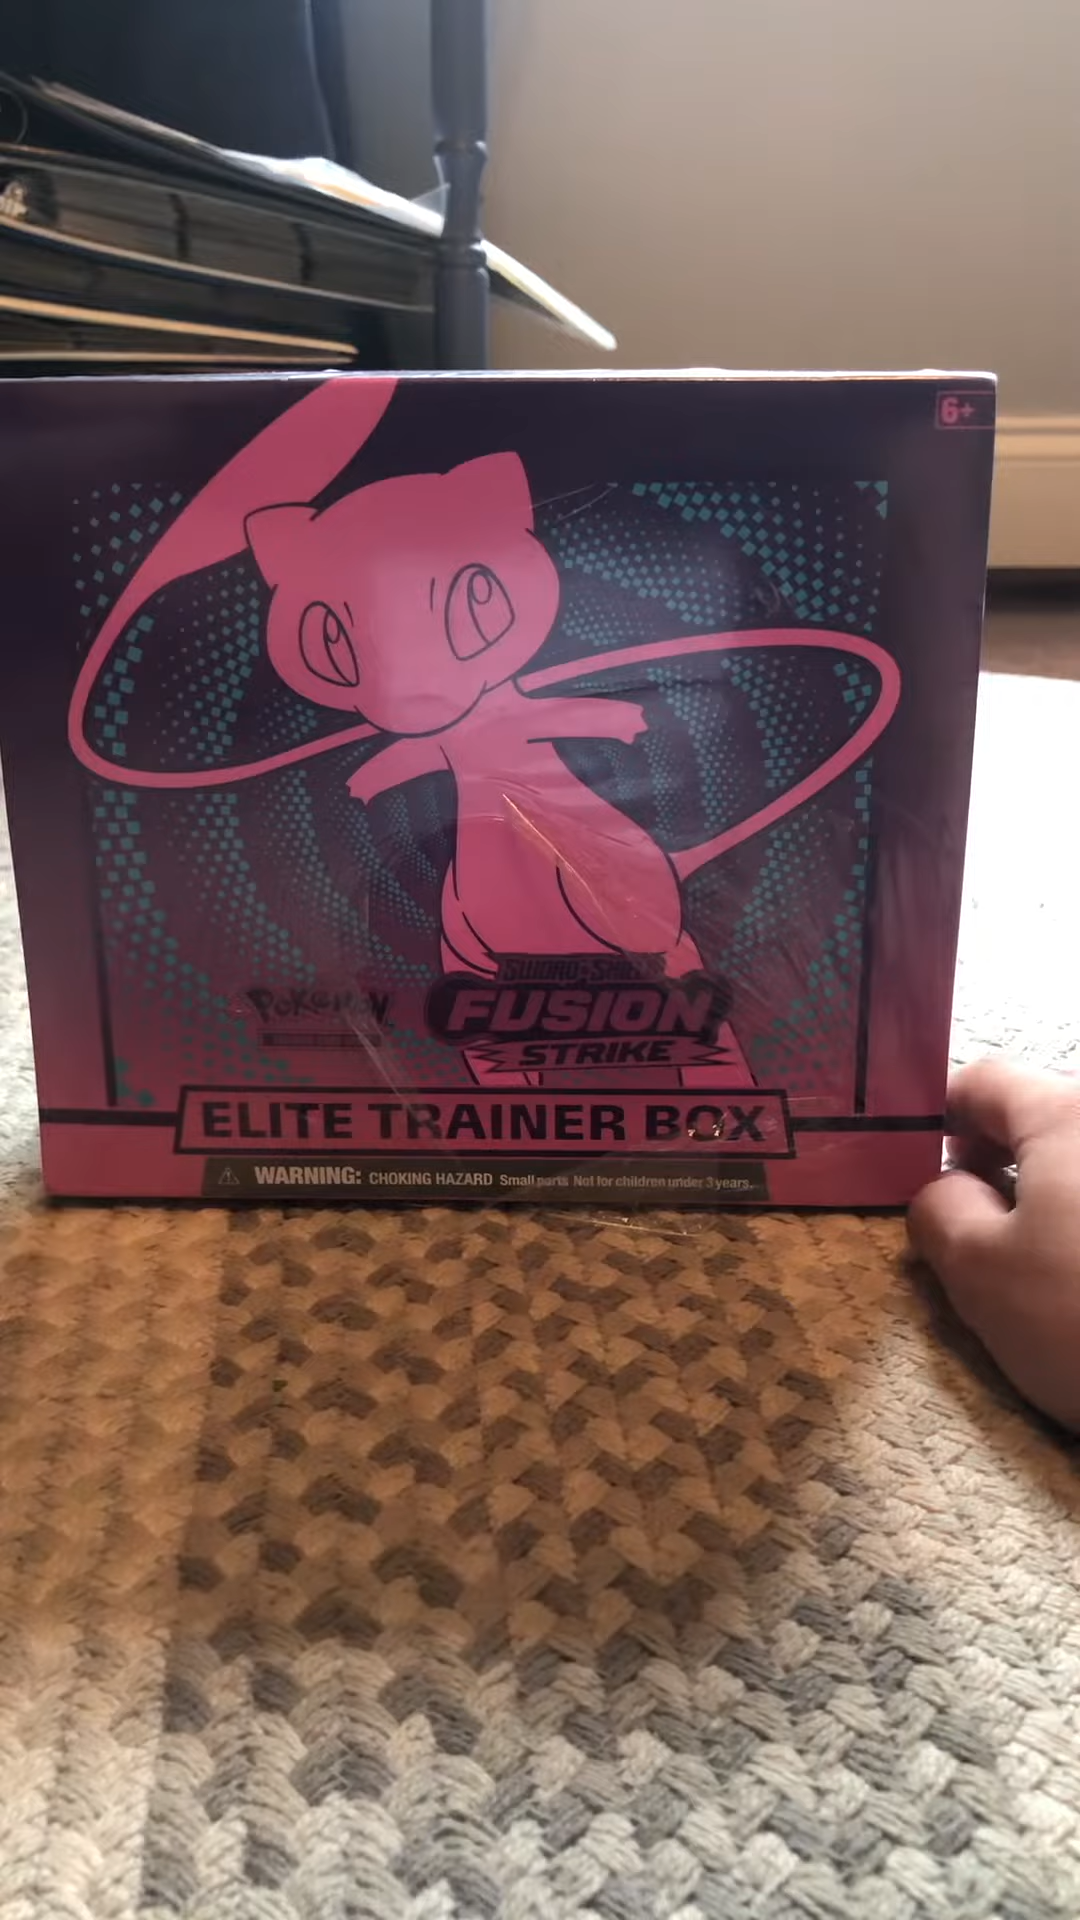 6+
Pokémon
SWORD & SHIELD
FUSION
STRIKE
ELITE TRAINER BOX
WARNING: CHOKING HAZARD Small parts Not for children under 3 years.